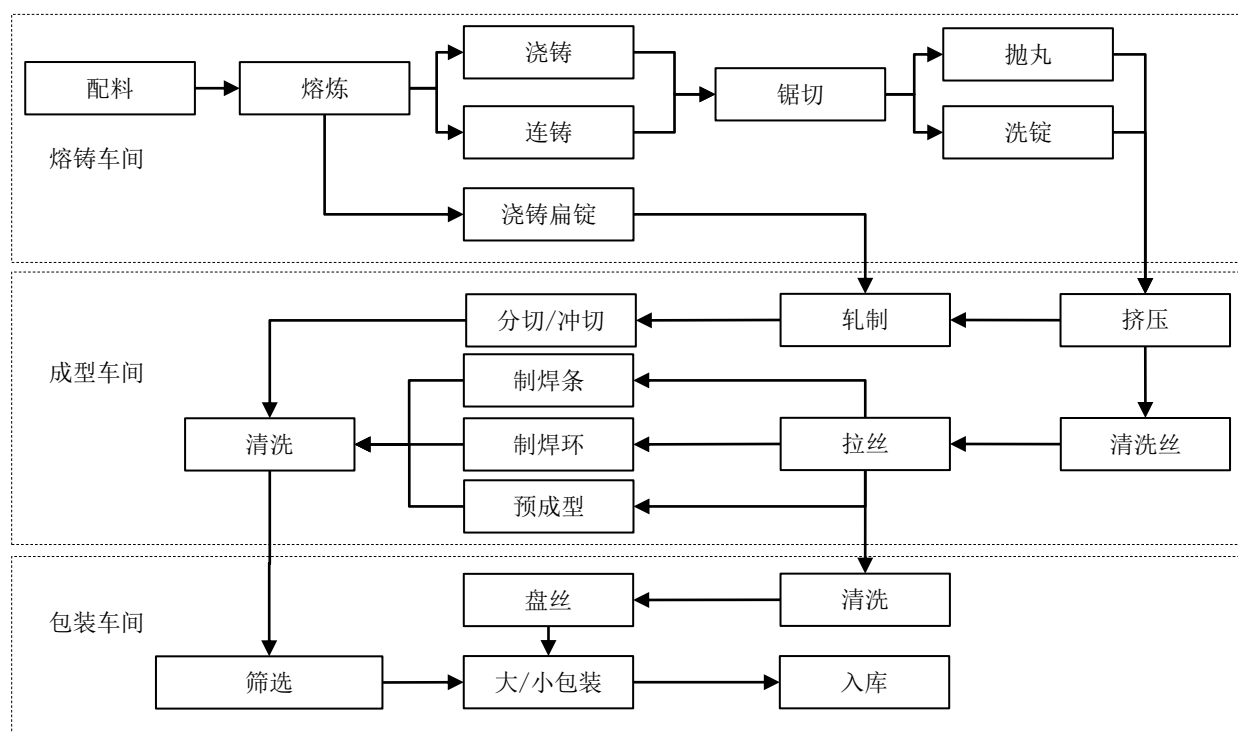 浇铸
抛丸
配料
熔炼
锯切
连铸
洗锭
熔铸车间
浇铸扁锭
分切/冲切
轧制
挤压
成型车间
制焊条
清洗
制焊环
拉丝
清洗丝
预成型
盘丝
清洗
包装车间
筛选
大/小包装
入库